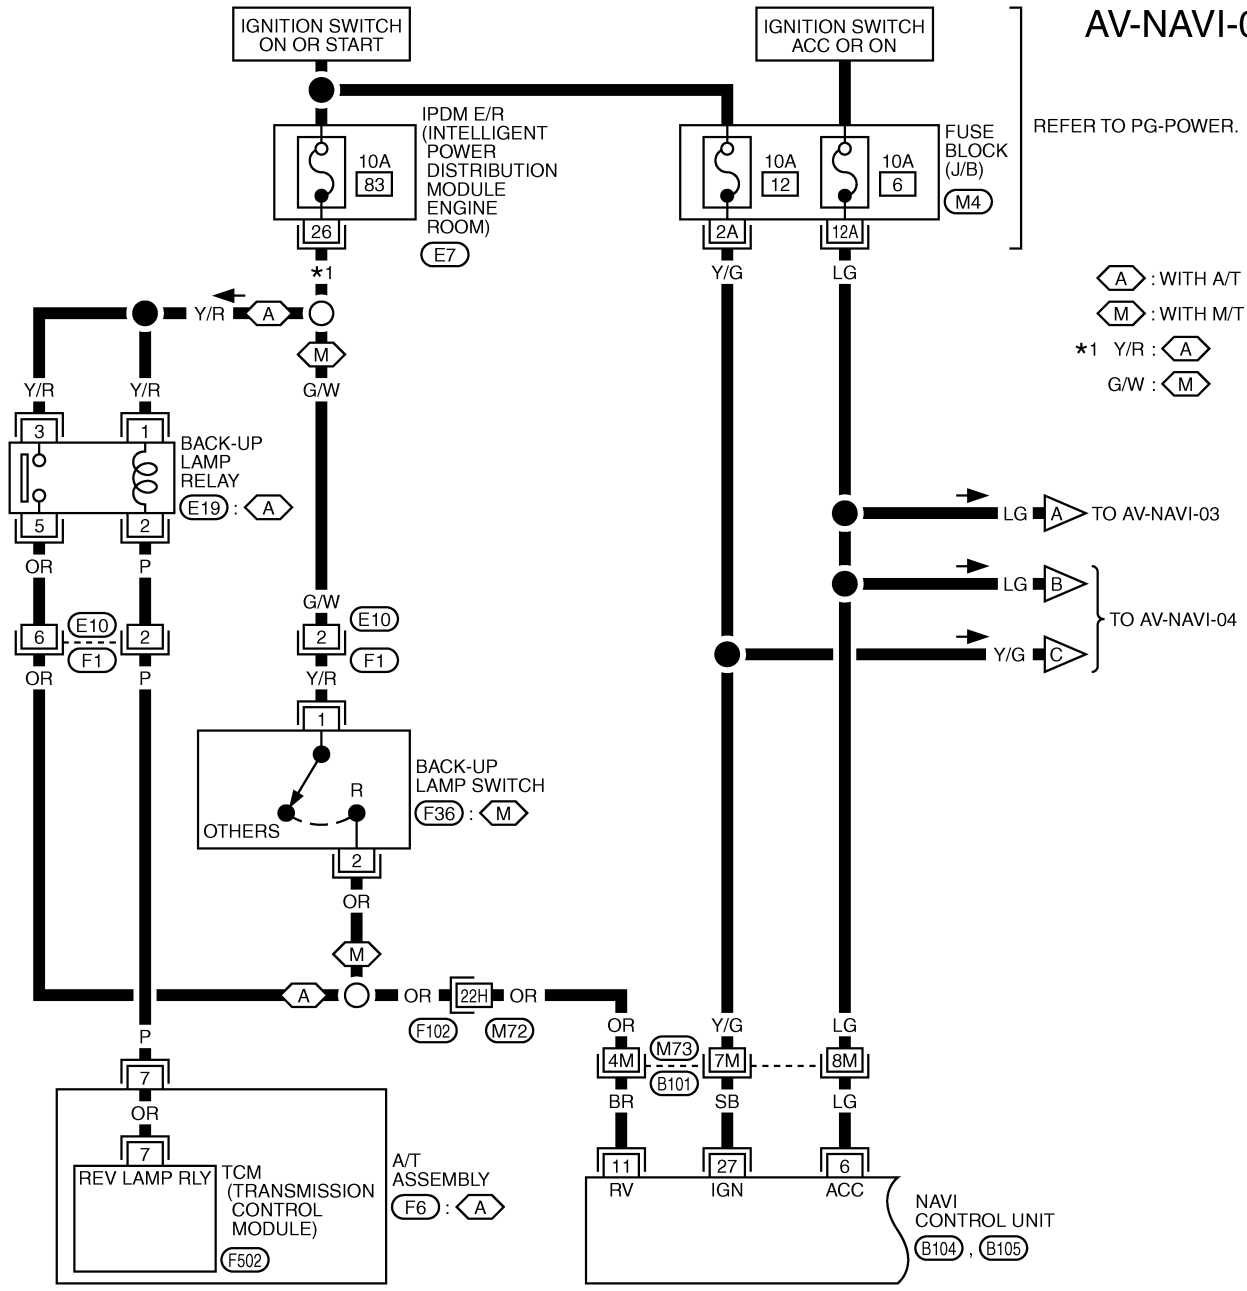 AV-NAVI-0
IGNITION SWITCH
ON OR START
IGNITION SWITCH
ACC OR ON
REFER TO PG-POWER.
IPDM E/R
(INTELLIGENT
POWER
DISTRIBUTION
MODULE
ENGINE
ROOM)
E7
10A
83
26
10A
12
10A
6
FUSE
BLOCK
(J/B)
M4
2A
12A
*1
Y/G
LG
A : WITH A/T
M : WITH M/T
*1 Y/R : A
G/W : M
Y/R
A
M
Y/R
Y/R
G/W
3
1
BACK-UP
LAMP
RELAY
E19 : A
5
2
LG
A
TO AV-NAVI-03
OR
P
LG
B
G/W
E10
E10
6
2
2
TO AV-NAVI-04
F1
F1
Y/G
C
OR
P
Y/R
1
BACK-UP
LAMP SWITCH
F36 : M
R
OTHERS
2
OR
M
A
OR
22H
OR
F102
M72
OR
Y/G
LG
P
M73
4M
7M
8M
B101
7
OR
BR
SB
LG
7
11
27
6
REV LAMP RLY
RV
IGN
ACC
TCM
(TRANSMISSION
CONTROL
MODULE)
F502
A/T
ASSEMBLY
F6 : A
NAVI
CONTROL UNIT
B104 , B105